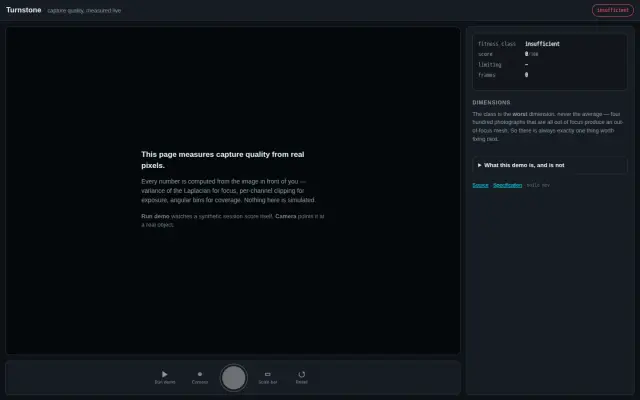 Turnstone capture quality, measured live
insufficient
This page measures capture quality from real
pixels.
Every number is computed from the image in front of you —
variance of the Laplacian for focus, per-channel clipping for
exposure, angular bins for coverage. Nothing here is simulated.
Run demo watches a synthetic session score itself. Camera points it at
a real object.
Run demo
Camera
Scale bar
Reset
fitness class insufficient
score 0/100
limiting —
frames 0
DIMENSIONS
The class is the worst dimension, never the average — four
hundred photographs that are all out of focus produce an out-
of-focus mesh. So there is always exactly one thing worth
fixing next.
▶ What this demo is, and is not
Source · Specification ·